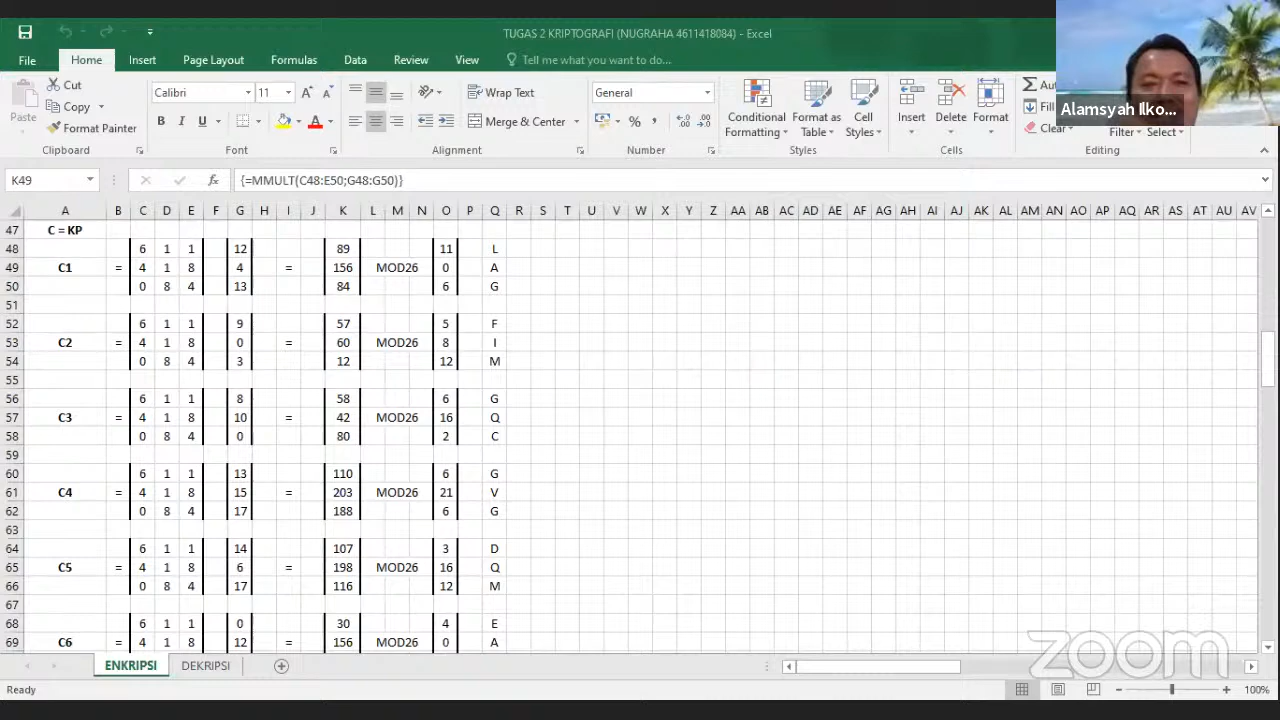 TUGAS 2 KRIPTOGRAFI (NUGRAHA 4611418084) - Excel
File Home Insert Page Layout Formulas Data Review View Tell me what you want to do...
Alamsyah Ilko...
Paste
Cut
Copy
Format Painter
Clipboard
Calibri 11
B I U A
Font
Wrap Text
Merge & Center
Alignment
General
%
Number
Conditional Formatting
Format as Table
Cell Styles
Styles
Insert Delete Format
Cells
Fill
Clear
Filter Select
Editing
K49 fx {=MMULT(C48:E50;G48:G50)}
A B C D E F G H I J K L M N O P Q R S T U V W X Y Z AA AB AC AD AE AF AG AH AI AJ AK AL AM AN AO AP AQ AR AS AT AU AV
47 C = KP
48 6 1 1 12 89 11 L
49 C1 = 4 1 8 4 = 156 MOD26 0 A
50 0 8 4 13 84 6 G
51
52 6 1 1 9 57 5 F
53 C2 = 4 1 8 0 = 60 MOD26 8 I
54 0 8 4 3 12 12 M
55
56 6 1 1 8 58 6 G
57 C3 = 4 1 8 10 = 42 MOD26 16 Q
58 0 8 4 0 80 2 C
59
60 6 1 1 13 110 6 G
61 C4 = 4 1 8 15 = 203 MOD26 21 V
62 0 8 4 17 188 6 G
63
64 6 1 1 14 107 3 D
65 C5 = 4 1 8 6 = 198 MOD26 16 Q
66 0 8 4 17 116 12 M
67
68 6 1 1 0 30 4 E
69 C6 = 4 1 8 12 = 156 MOD26 0 A
ENKRIPSI DEKRIPSI
zoom
Ready 100%